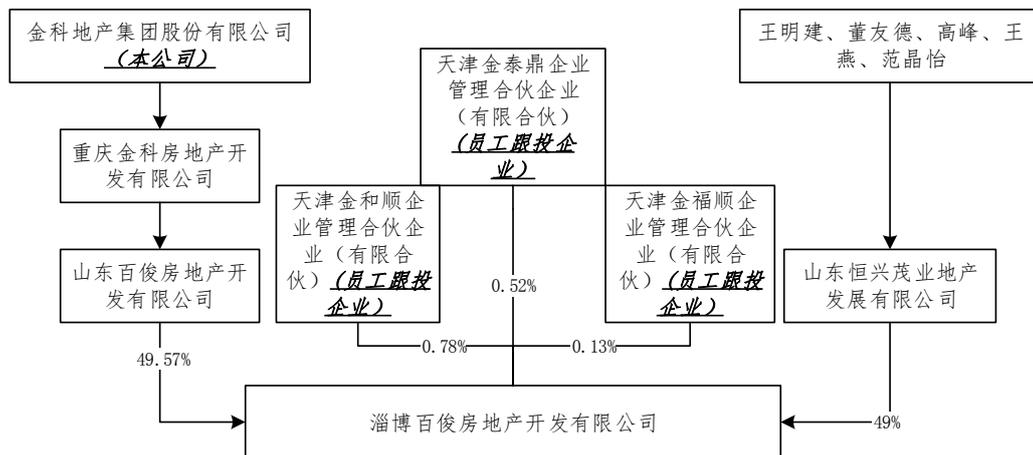 金科地产集团股份有限公司
（本公司）
天津金泰鼎企业
管理合伙企业
（有限合伙）
（员工跟投企
业）
王明建、董友德、高峰、王
燕、范晶怡
重庆金科房地产开
发有限公司
天津金和顺企
业管理合伙企
业（有限合
伙）（员工跟投
企业）
天津金福顺企
业管理合伙企
业（有限合
伙）（员工跟投
企业）
山东百俊房地产开
发有限公司
山东恒兴茂业地产
发展有限公司
0.52%
0.78%
0.13%
49.57%
49%
淄博百俊房地产开发有限公司